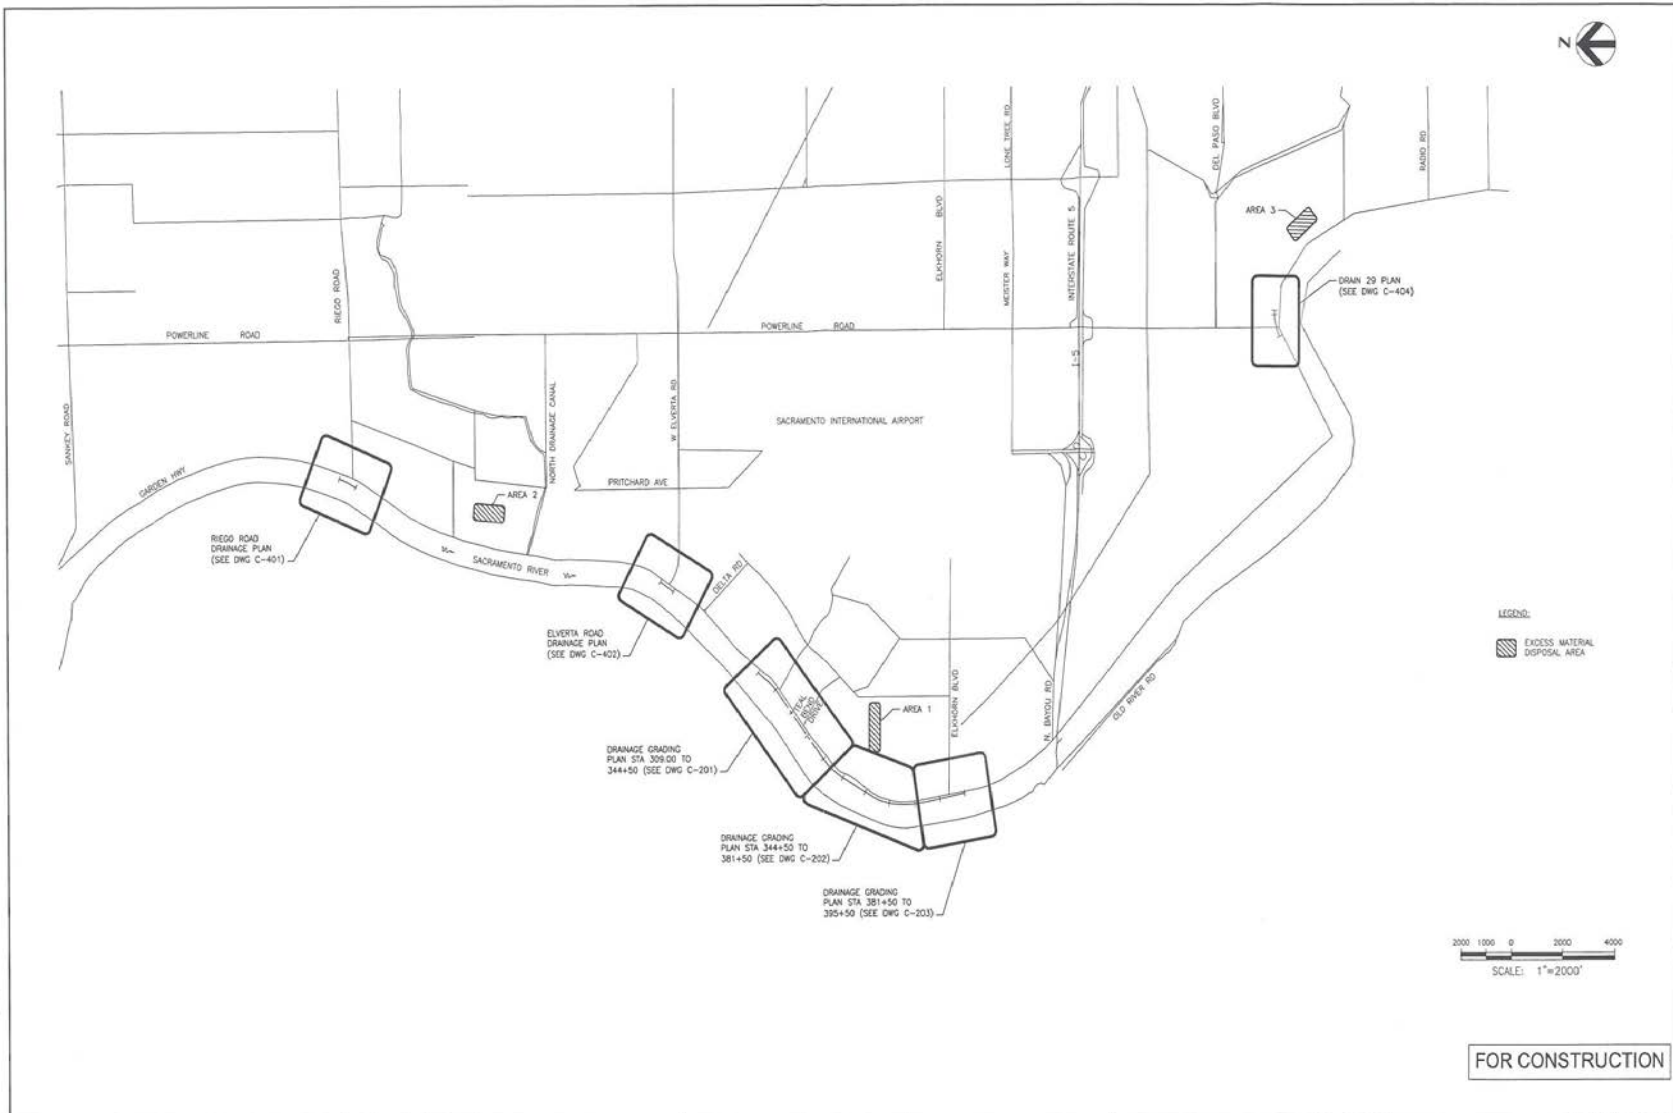 N
SANKEY ROAD
RIEGO ROAD
POWERLINE ROAD
GARDEN HWY
NORTH DRAINAGE CANAL
W ELVERTA RD
PRITCHARD AVE
AREA 2
RIEGO ROAD
DRAINAGE PLAN
(SEE DWG C-401)
SACRAMENTO RIVER
ELVERTA ROAD
DRAINAGE PLAN
(SEE DWG C-402)
DELTA RD
POWERLINE ROAD
SACRAMENTO INTERNATIONAL AIRPORT
ELKHORN BLVD
LONE TREE RD
MEISTER WAY
INTERSTATE ROUTE 5
I-5
DEL PASO BLVD
RADIO RD
AREA 3
DRAIN 29 PLAN
(SEE DWG C-404)
TEAL
BEND
DRIVE
AREA 1
ELKHORN BLVD
N. BAYOU RD
OLD RIVER RD
DRAINAGE GRADING
PLAN STA 309.00 TO
344+50 (SEE DWG C-201)
DRAINAGE GRADING
PLAN STA 344+50 TO
381+50 (SEE DWG C-202)
DRAINAGE GRADING
PLAN STA 381+50 TO
395+50 (SEE DWG C-203)
LEGEND:
EXCESS MATERIAL
DISPOSAL AREA
2000 1000 0 2000 4000
SCALE: 1"=2000'
FOR CONSTRUCTION